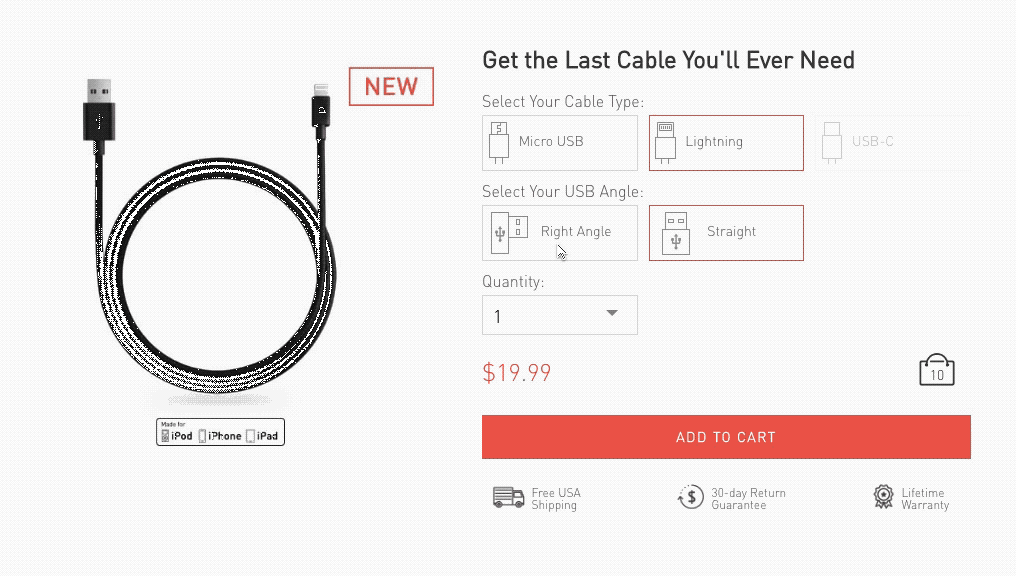 NEW
Made for
iPod iPhone iPad
Get the Last Cable You'll Ever Need
Select Your Cable Type:
Micro USB
Lightning
USB-C
Select Your USB Angle:
Right Angle
Straight
Quantity:
1
$19.99
10
ADD TO CART
Free USA
Shipping
$
30-day Return
Guarantee
Lifetime
Warranty